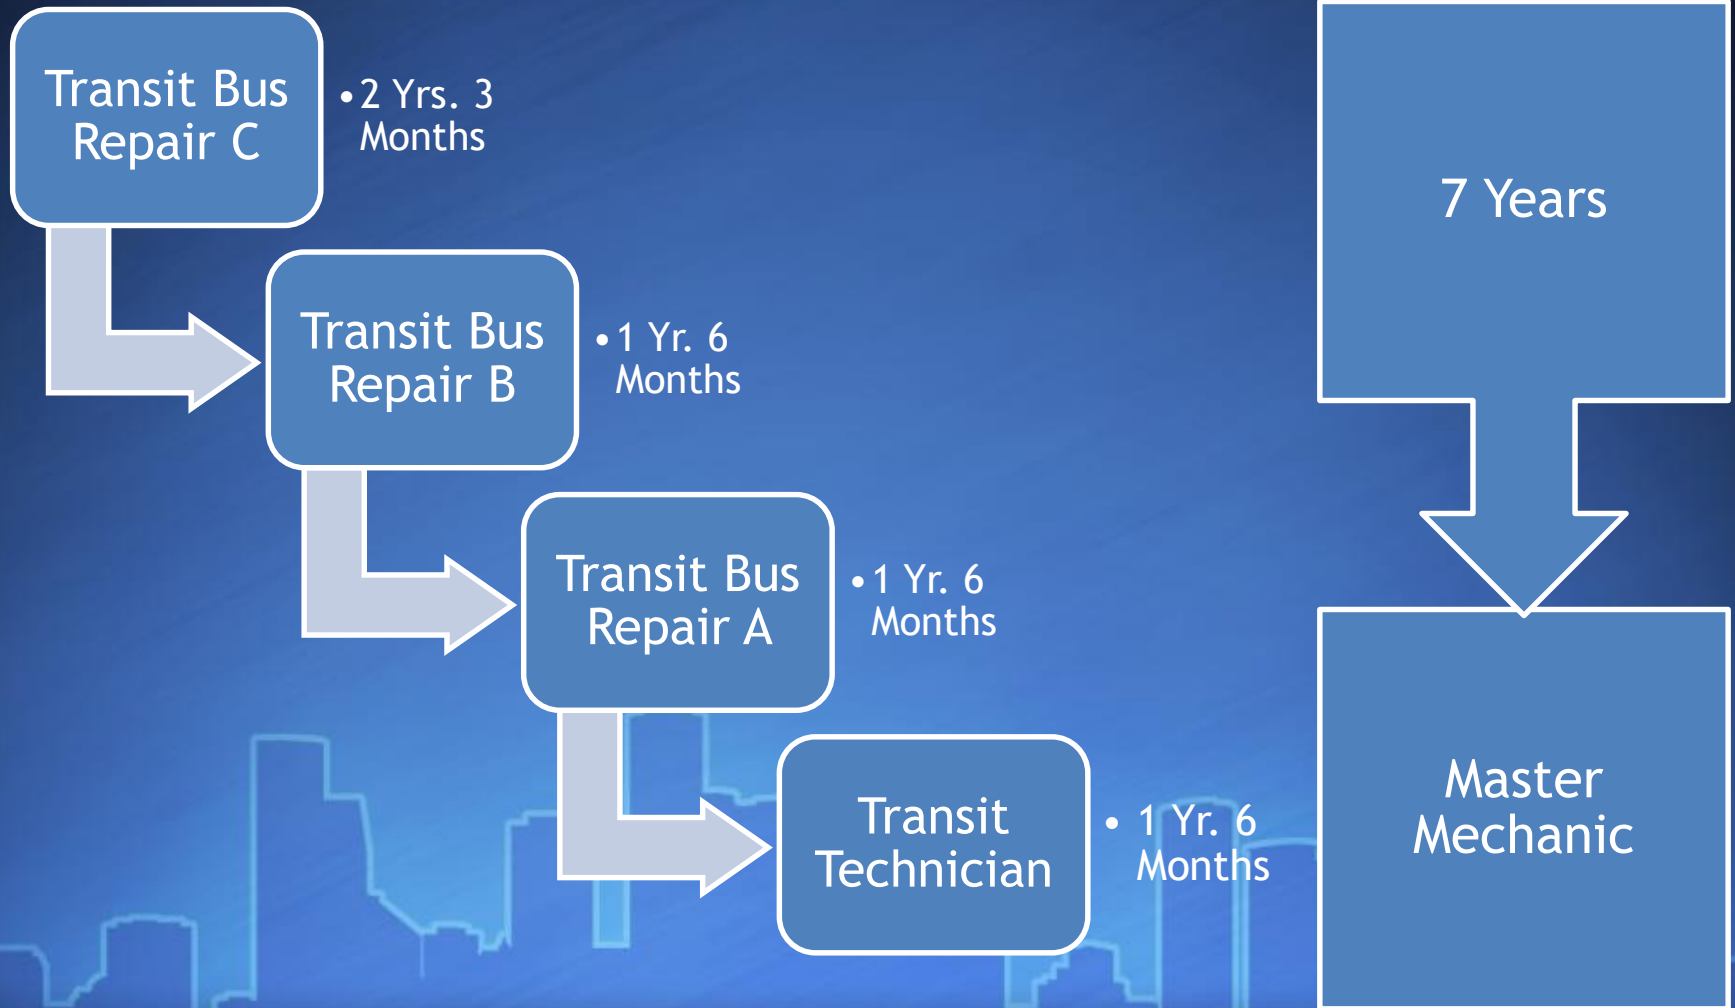 Transit Bus
Repair C
•2 Yrs. 3
Months
Transit Bus
Repair B
•1 Yr. 6
Months
Transit Bus
Repair A
•1 Yr. 6
Months
Transit
Technician
• 1 Yr. 6
Months
7 Years
Master
Mechanic